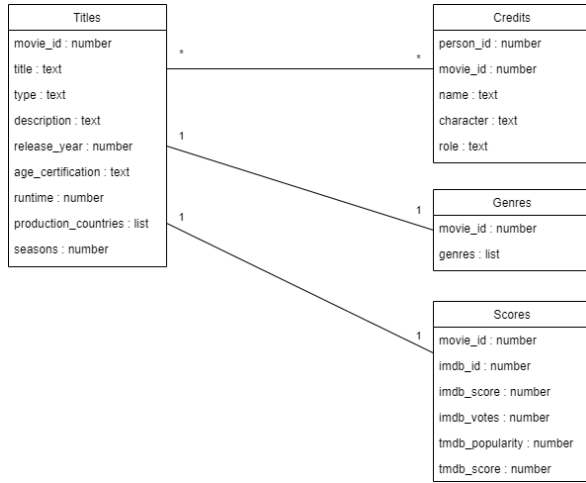 Titles
movie_id : number
title : text
type : text
description : text
release_year : number
age_certification : text
runtime : number
production_countries : list
seasons : number
*
*
1
1
1
1
Credits
person_id : number
movie_id : number
name : text
character : text
role : text
Genres
movie_id : number
genres : list
Scores
movie_id : number
imdb_id : number
imdb_score : number
imdb_votes : number
tmdb_popularity : number
tmdb_score : number